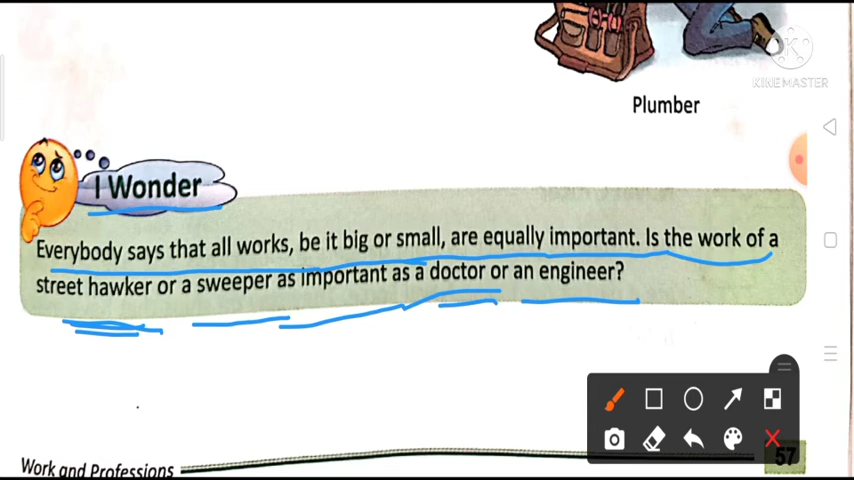 KINEMASTER
Plumber
I Wonder
Everybody says that all works, be it big or small, are equally important. Is the work of a
street hawker or a sweeper as important as a doctor or an engineer?
Work and Professions
57